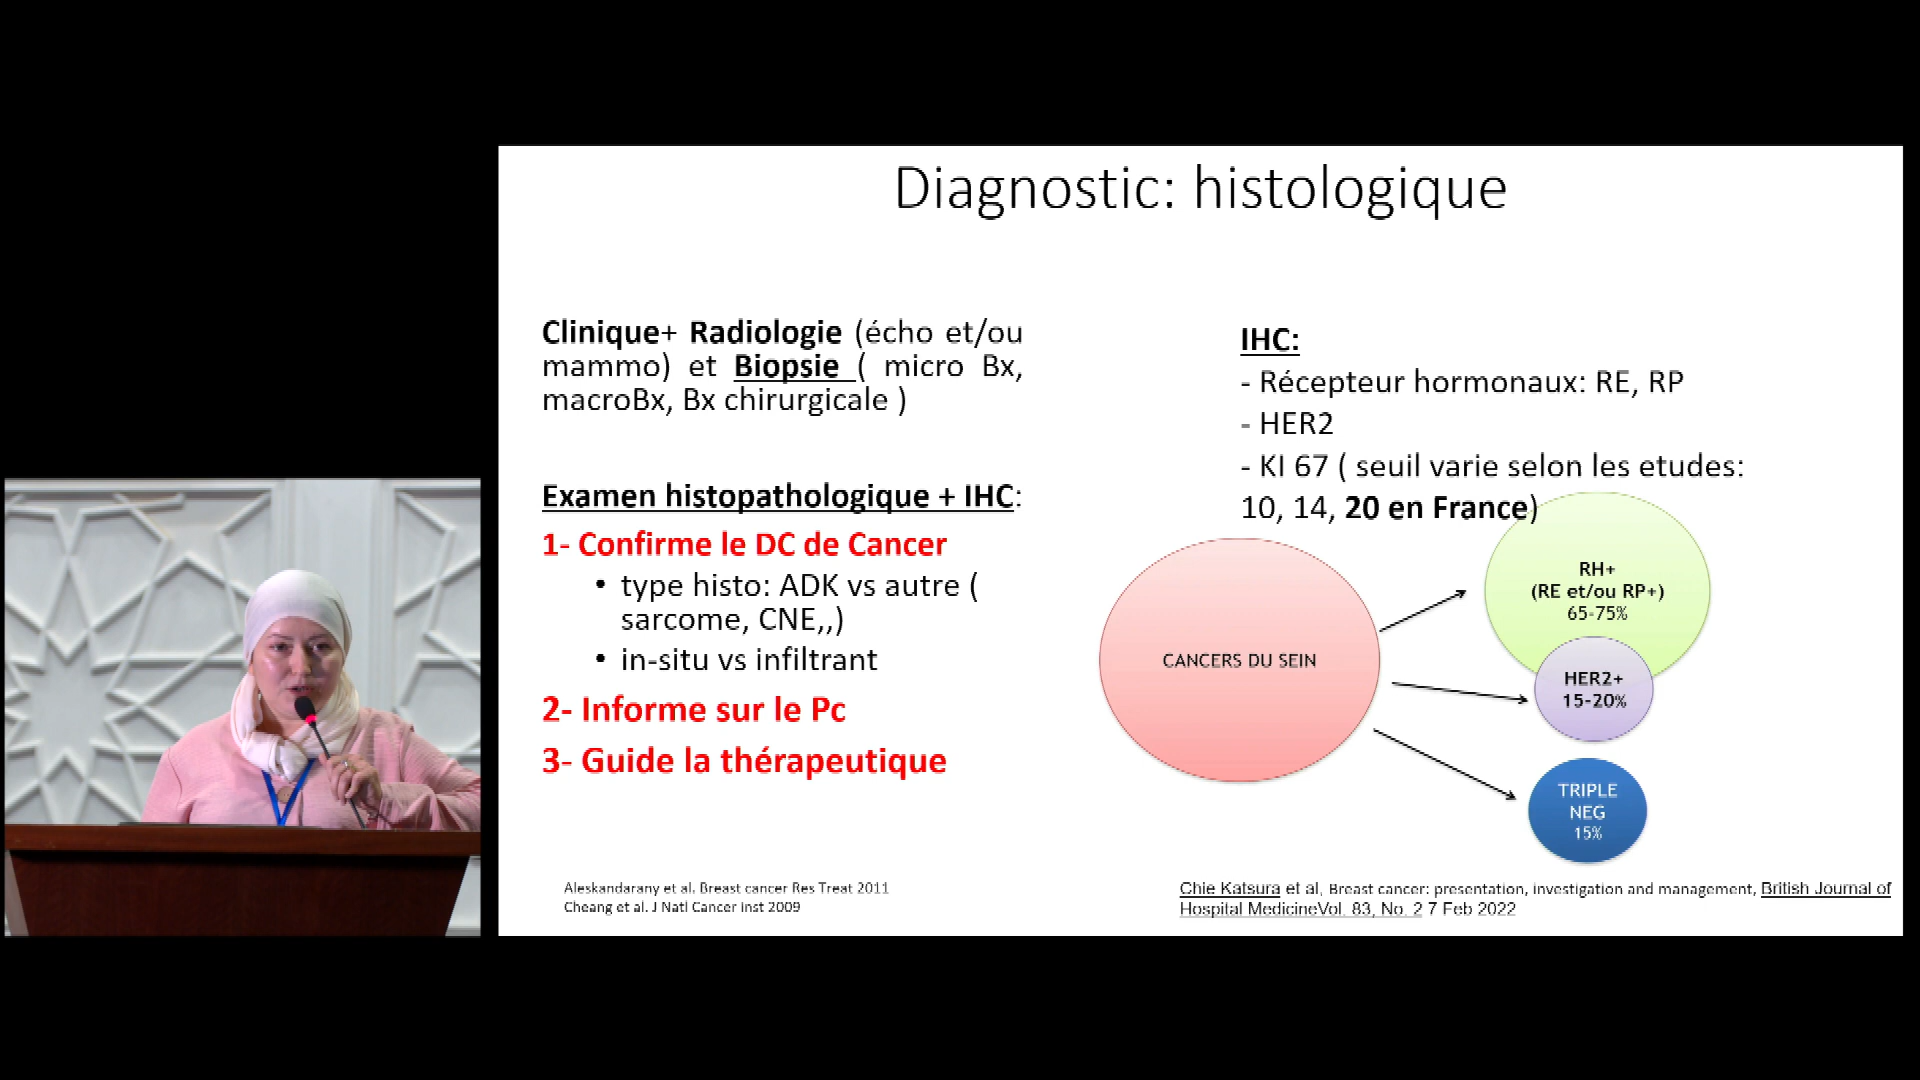 Diagnostic: histologique
Clinique+ Radiologie (écho et/ou
mammo) et Biopsie ( micro Bx,
macroBx, Bx chirurgicale )
Examen histopathologique + IHC:
1- Confirme le DC de Cancer
• type histo: ADK vs autre (
sarcome, CNE,,)
• in-situ vs infiltrant
2- Informe sur le Pc
3- Guide la thérapeutique
Aleskandarany et al. Breast cancer Res Treat 2011
Cheang et al. J Natl Cancer Inst 2009
IHC:
- Récepteur hormonaux: RE, RP
- HER2
- KI 67 ( seuil varie selon les etudes:
10, 14, 20 en France)
CANCERS DU SEIN
RH+
(RE et/ou RP+)
65-75%
HER2+
15-20%
TRIPLE
NEG
15%
Chie Katsura et al, Breast cancer: presentation, investigation and management, British Journal of
Hospital MedicineVol. 83, No. 2 7 Feb 2022